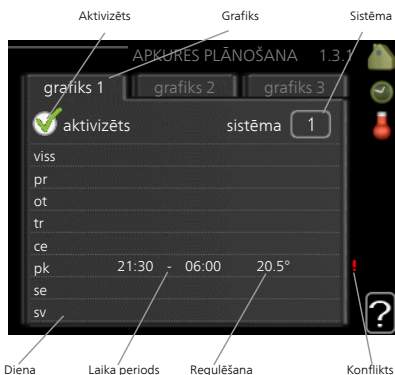 Aktivizēts Grafiks Sistēma
APKURES PLĀNOŠANA 1.3.1
grafiks 1 grafiks 2 grafiks 3
aktivizēts sistēma 1
viss
pr
ot
tr
ce
pk 21:30 - 06:00 20.5° !
se
sv
?
Diena Laika periods Regulēšana Konflikts